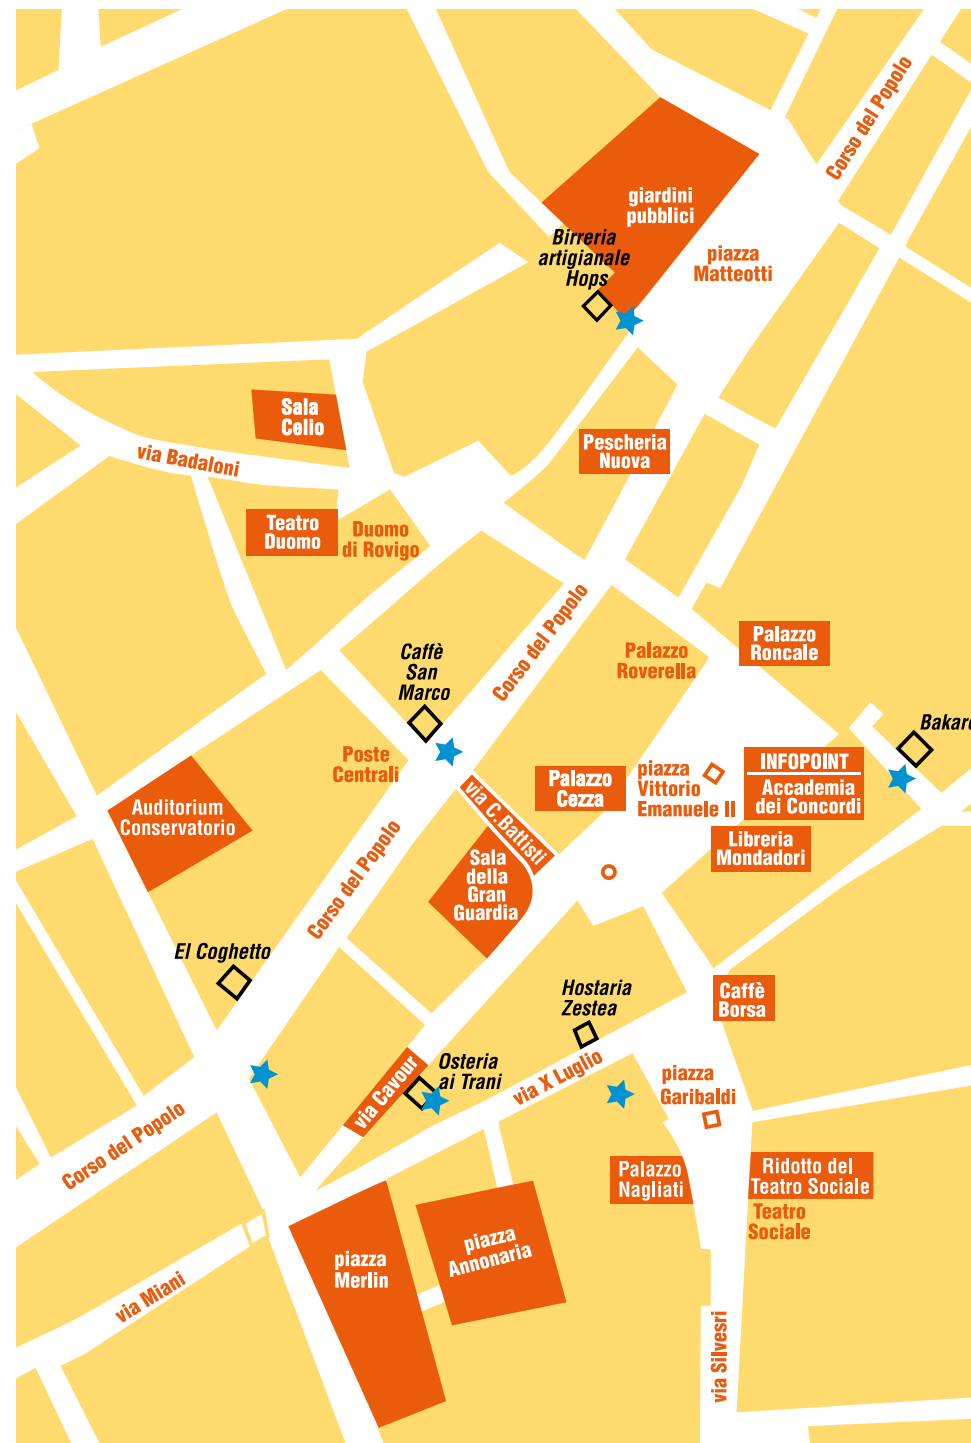 Corso del Popolo
giardini
pubblici
Birreria
artigianale
Hops
piazza
Matteotti
Sala
Celio
via Badaloni
Pescheria
Nuova
Teatro
Duomo
Duomo
di Rovigo
Corso del Popolo
Caffè
San
Marco
Palazzo
Roverella
Palazzo
Roncale
Bakaro
Poste
Centrali
Palazzo
Cezza
piazza
Vittorio
Emanuele II
INFOPOINT
Accademia
dei Concordi
Auditorium
Conservatorio
via C.Battisti
Libreria
Mondadori
Corso del Popolo
Sala
della
Gran
Guardia
El Coghetto
Hostaria
Zestea
Caffè
Borsa
via Cavour
Osteria
ai Trani
via X Luglio
piazza
Garibaldi
Corso del Popolo
Palazzo
Nagliati
Ridotto del
Teatro Sociale
Teatro
Sociale
piazza
Merlin
piazza
Annonaria
via Miani
via Silvesri